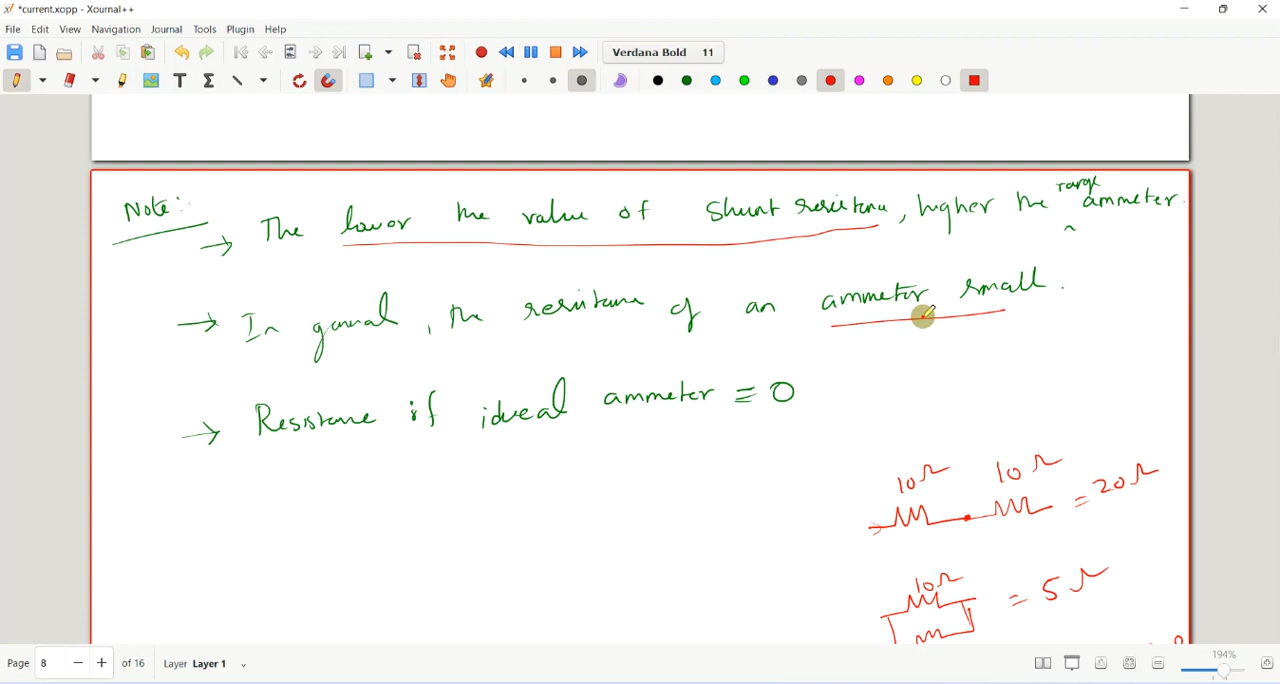 *current.xopp - Xournal++
File Edit View Navigation Journal Tools Plugin Help
Verdana Bold 11
Note:-
→ The lower the value of Shunt resistance, higher the range ammeter.
→ In general, the resistance of an ammeter small.
→ Resistance if ideal ammeter = 0
10Ω 10Ω = 20Ω
10Ω = 5Ω
Page 8 of 16 Layer Layer 1 194%